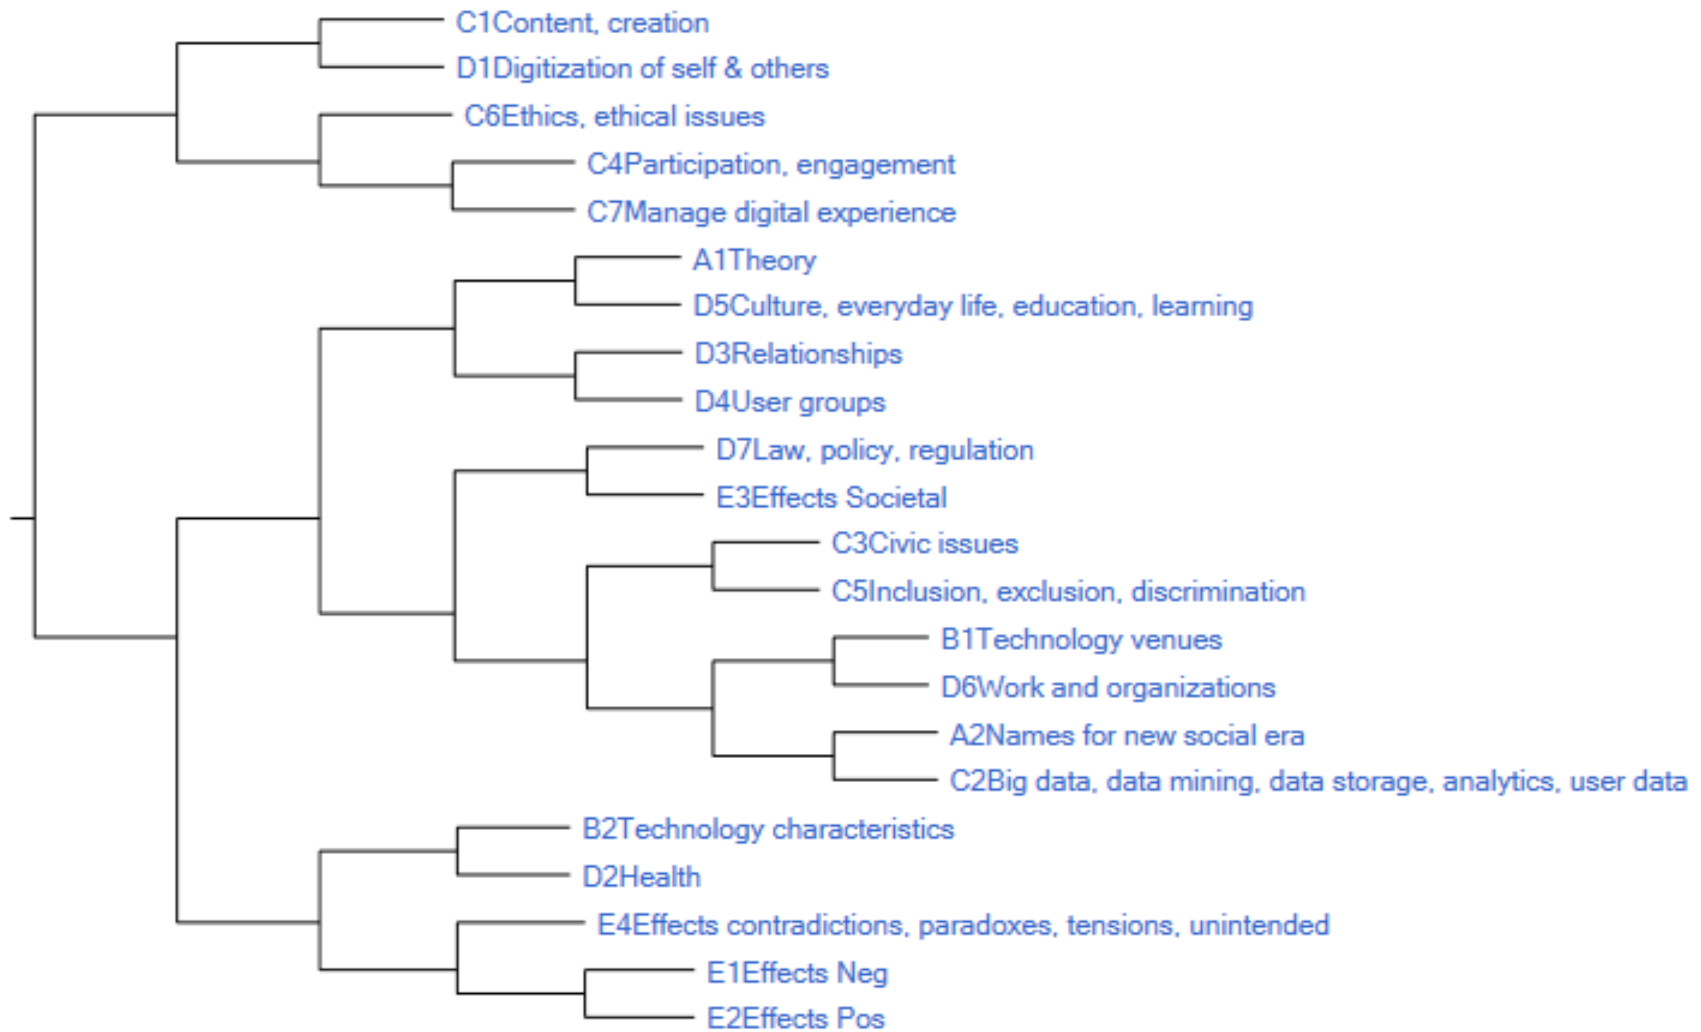 C1Content, creation
D1Digitization of self & others
C6Ethics, ethical issues
C4Participation, engagement
C7Manage digital experience
A1Theory
D5Culture, everyday life, education, learning
D3Relationships
D4User groups
D7Law, policy, regulation
E3Effects Societal
C3Civic issues
C5Inclusion, exclusion, discrimination
B1Technology venues
D6Work and organizations
A2Names for new social era
C2Big data, data mining, data storage, analytics, user data
B2Technology characteristics
D2Health
E4Effects contradictions, paradoxes, tensions, unintended
E1Effects Neg
E2Effects Pos